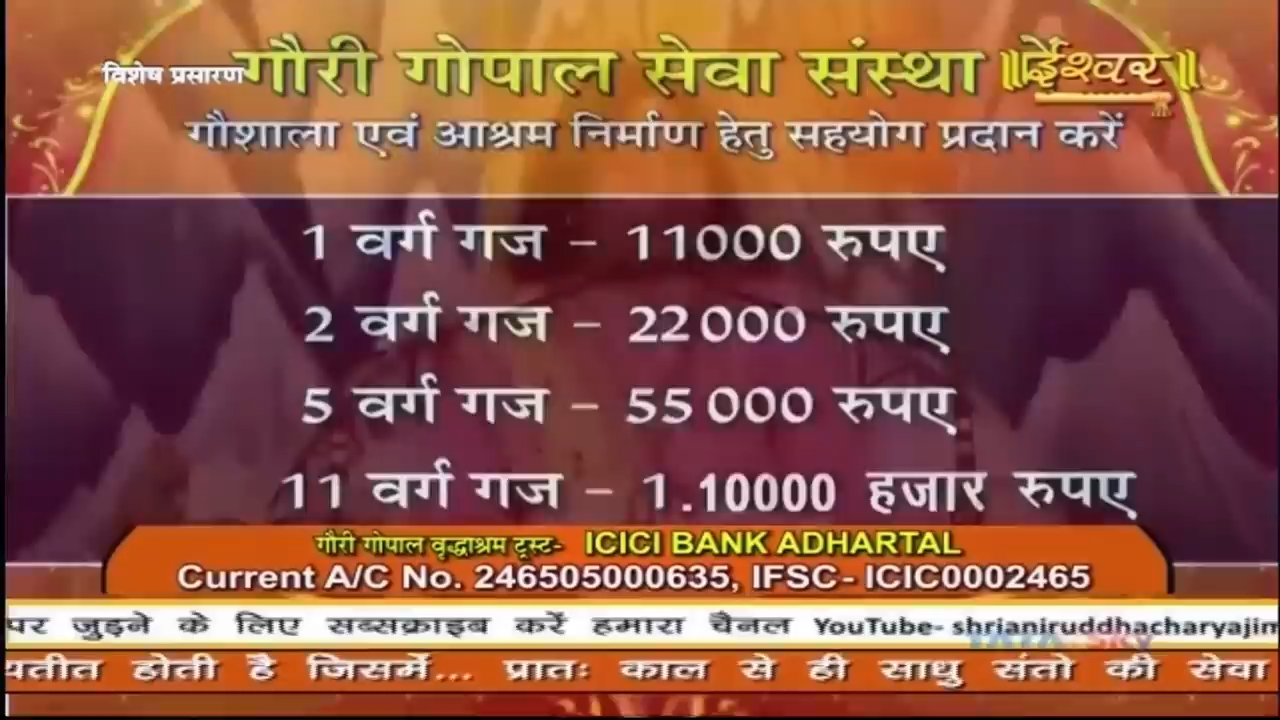 विशेष प्रसारण
गौरी गोपाल सेवा संस्था
॥ईश्वर॥
गौशाला एवं आश्रम निर्माण हेतु सहयोग प्रदान करें
1 वर्ग गज - 11000 रुपए
2 वर्ग गज - 22000 रुपए
5 वर्ग गज - 55000 रुपए
11 वर्ग गज - 1.10000 हजार रुपए
गौरी गोपाल वृद्धाश्रम ट्रस्ट- ICICI BANK ADHARTAL
Current A/C No. 246505000635, IFSC- ICIC0002465
पर जुड़ने के लिए सब्सक्राइब करें हमारा चैनल YouTube- shrianiruddhacharyajim
TATA SKY
यतीत होती है जिसमें... प्रातः काल से ही साधु संतो की सेवा